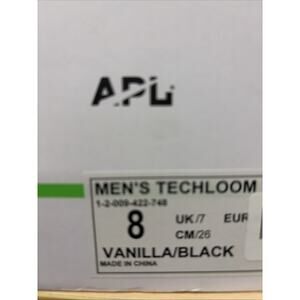 APL
MEN'S TECHLOOM
1-2-009-422-748
8
UK/7 EUR
CM/26
VANILLA/BLACK
MADE IN CHINA